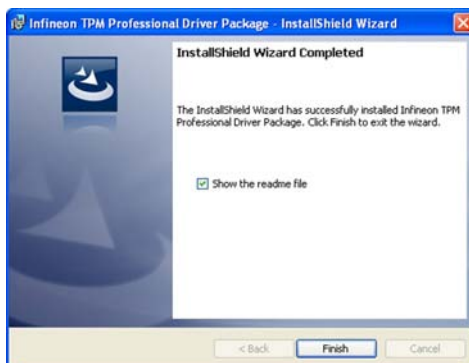 Infineon TPM Professional Driver Package - InstallShield Wizard
InstallShield Wizard Completed
The InstallShield Wizard has successfully installed Infineon TPM
Professional Driver Package. Click Finish to exit the wizard.
Show the readme file
< Back
Finish
Cancel